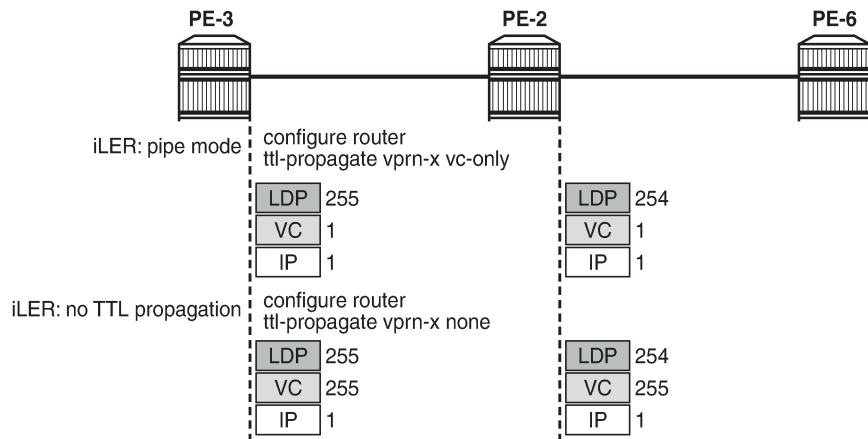 PE-3 PE-2 PE-6
iLER: pipe mode
configure router
ttl-propagate vprn-x vc-only
LDP 255 LDP 254
VC 1 VC 1
IP 1 IP 1
iLER: no TTL propagation
configure router
ttl-propagate vprn-x none
LDP 255 LDP 254
VC 255 VC 255
IP 1 IP 1